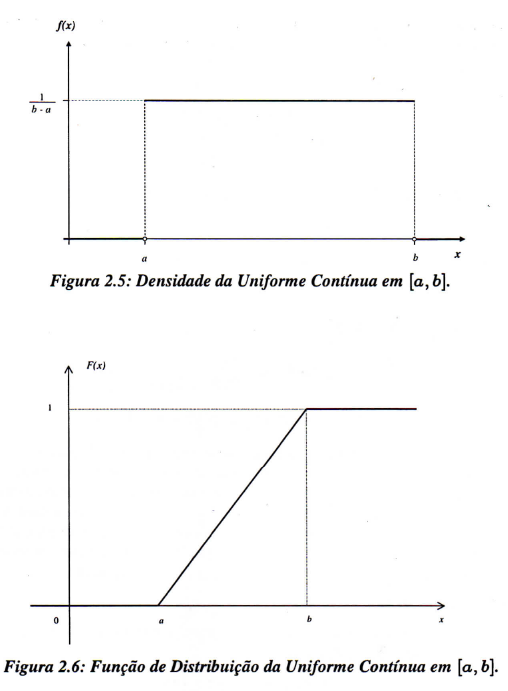 f(x)
1
b - a
a
b
x
Figura 2.5: Densidade da Uniforme Contínua em [a, b].
F(x)
1
0
a
b
x
Figura 2.6: Função de Distribuição da Uniforme Contínua em [a, b].